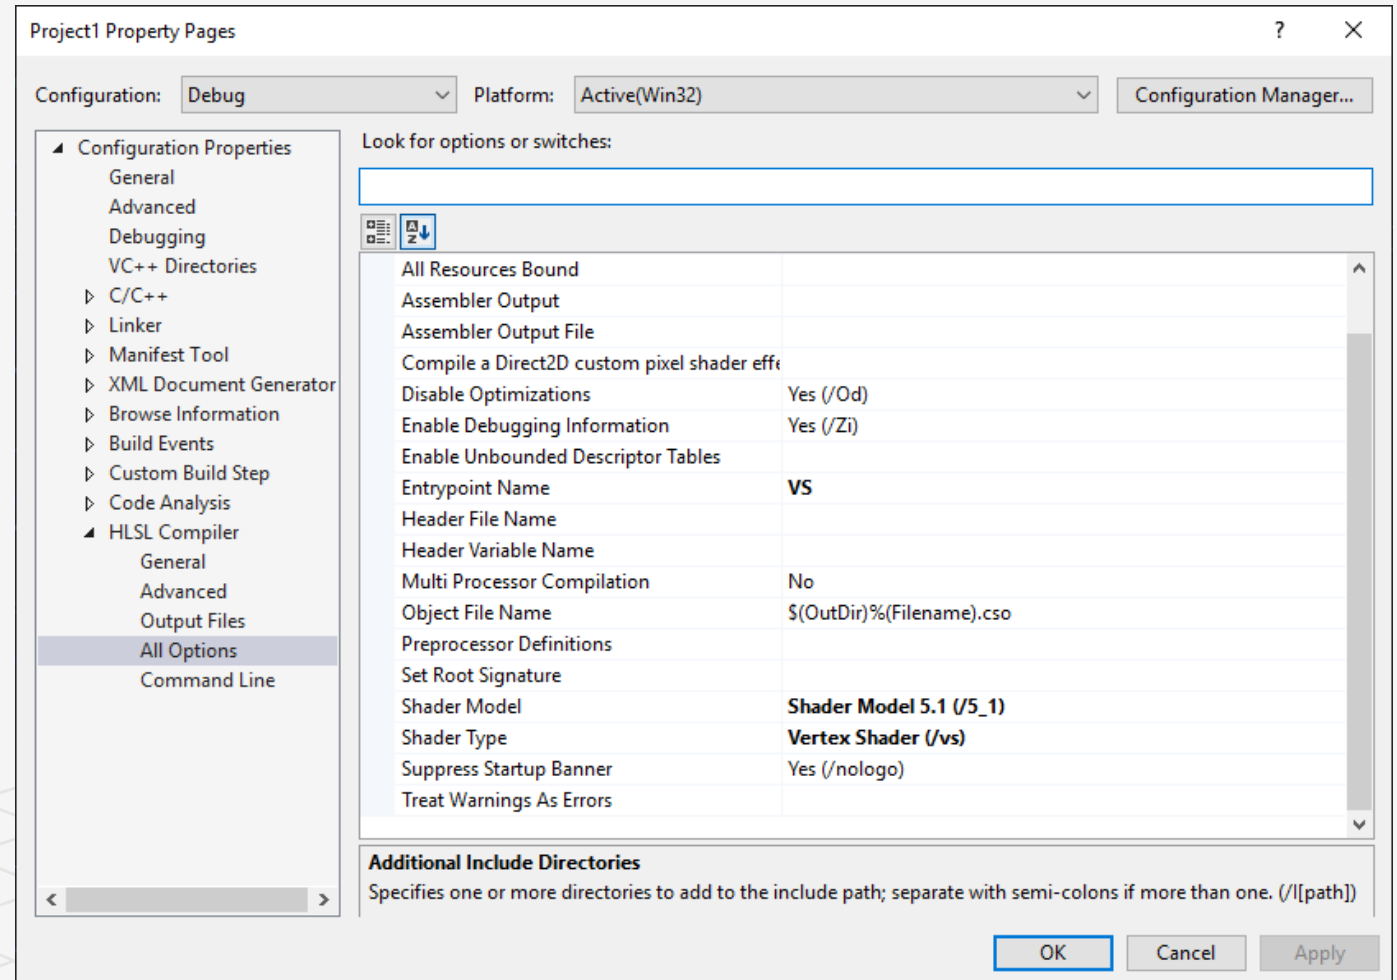 Project1 Property Pages
?
Configuration: Debug Platform: Active(Win32) Configuration Manager...
Configuration Properties
General
Advanced
Debugging
VC++ Directories
C/C++
Linker
Manifest Tool
XML Document Generator
Browse Information
Build Events
Custom Build Step
Code Analysis
HLSL Compiler
General
Advanced
Output Files
All Options
Command Line
Look for options or switches:
All Resources Bound
Assembler Output
Assembler Output File
Compile a Direct2D custom pixel shader effe
Disable Optimizations Yes (/Od)
Enable Debugging Information Yes (/Zi)
Enable Unbounded Descriptor Tables
Entrypoint Name VS
Header File Name
Header Variable Name
Multi Processor Compilation No
Object File Name $(OutDir)%(Filename).cso
Preprocessor Definitions
Set Root Signature
Shader Model Shader Model 5.1 (/5_1)
Shader Type Vertex Shader (/vs)
Suppress Startup Banner Yes (/nologo)
Treat Warnings As Errors
Additional Include Directories
Specifies one or more directories to add to the include path; separate with semi-colons if more than one. (/I[path])
OK Cancel Apply